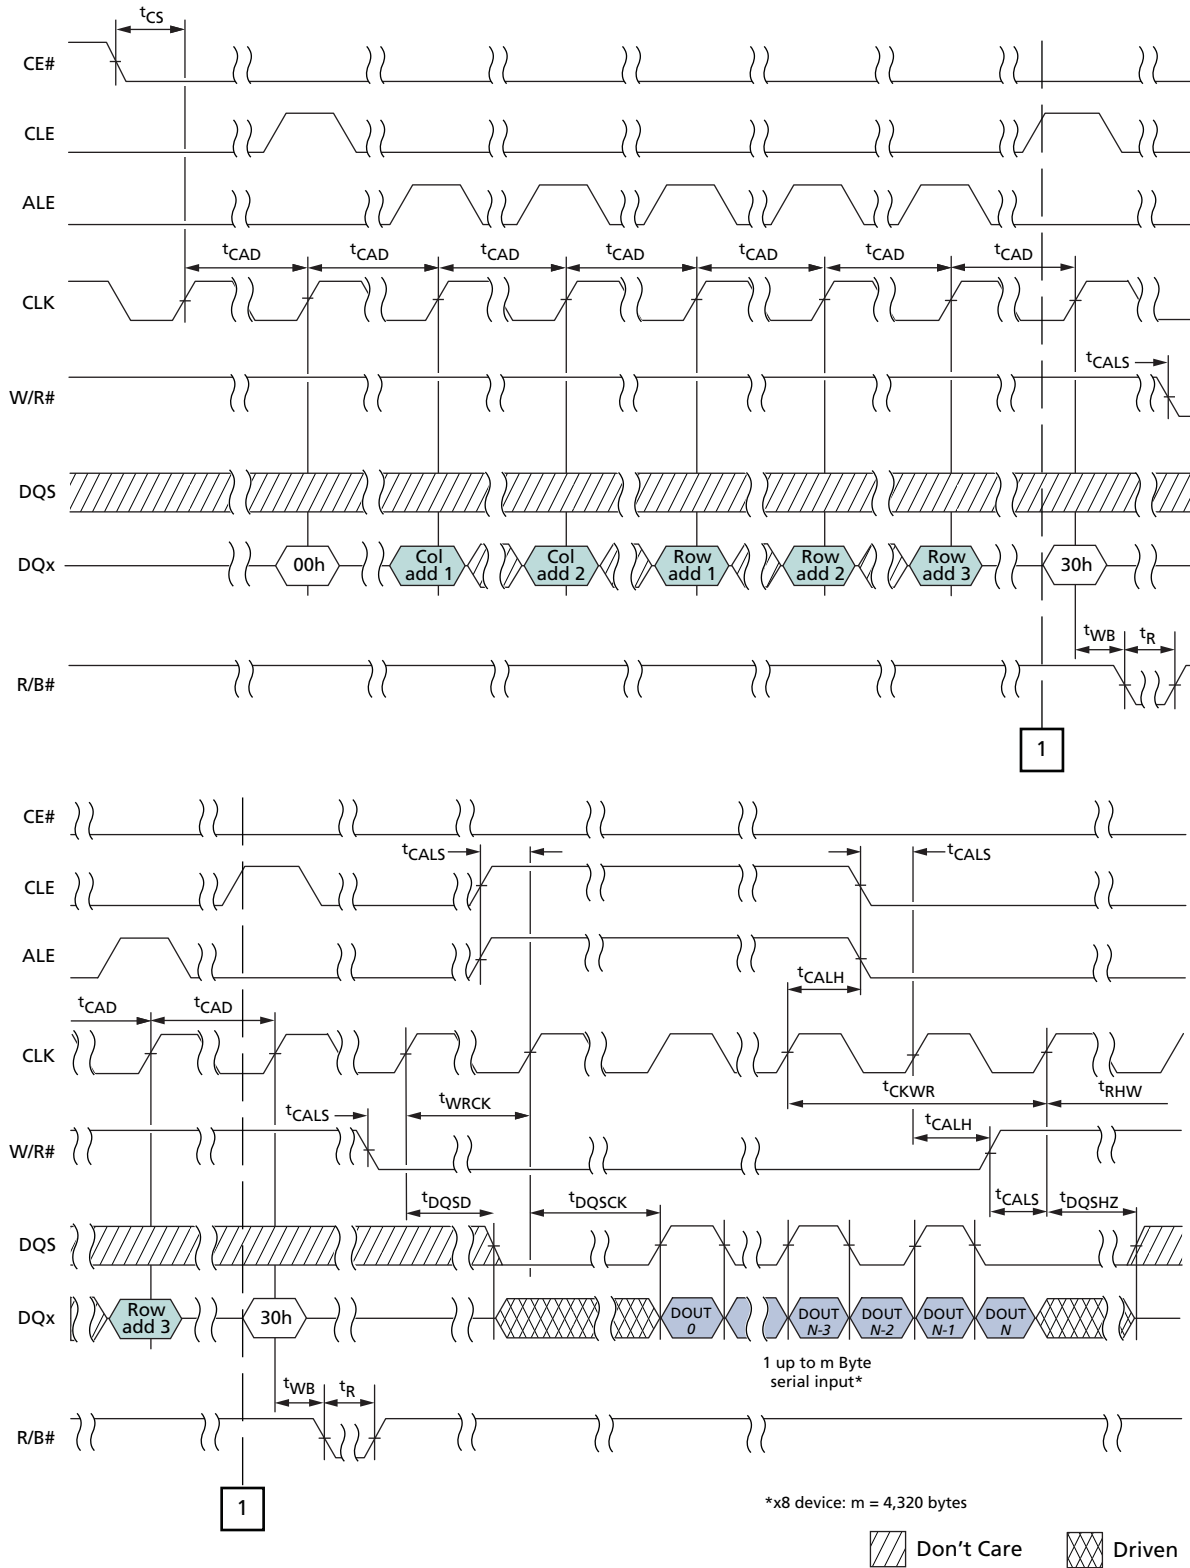 tCS
CE#
CLE
ALE
tCAD tCAD tCAD tCAD tCAD tCAD tCAD
CLK
tCALS
W/R#
DQS
DQx
00h
Col add 1
Col add 2
Row add 1
Row add 2
Row add 3
30h
tWB tR
R/B#
1
CE#
tCALS tCALS
CLE
ALE
tCALH
tCAD tCAD
CLK
tWRCK tCKWR tRHW
tCALS tCALH
W/R#
tDQSD tDQSCK tCALS tDQSHZ
DQS
DQx
Row add 3
30h
DOUT 0
DOUT N-3
DOUT N-2
DOUT N-1
DOUT N
1 up to m Byte
serial input*
tWB tR
R/B#
1
*x8 device: m = 4,320 bytes
Don't Care Driven